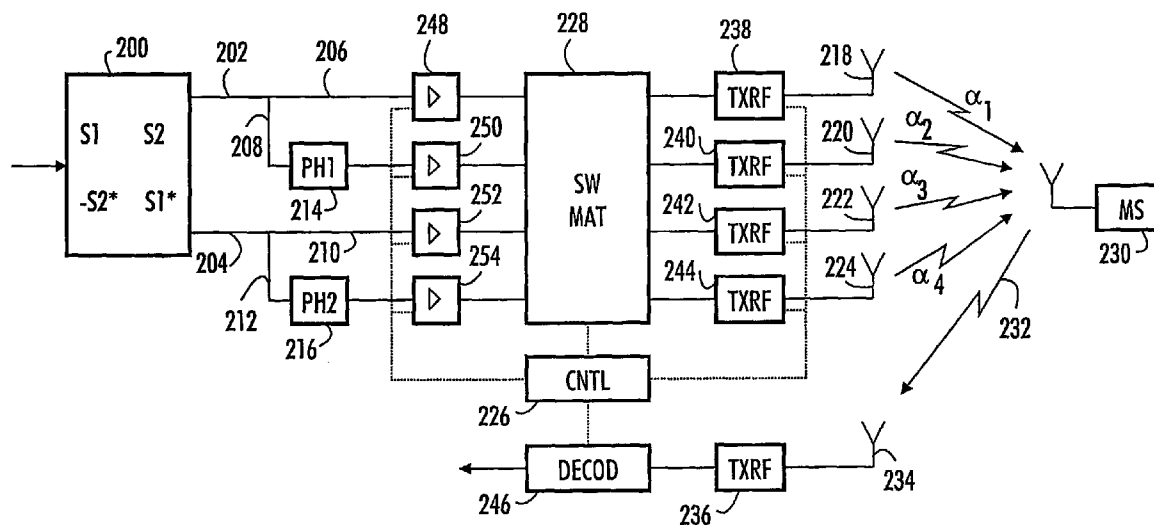 200
S1 S2
-S2* S1*
202
206
208
PH1
214
204
210
212
PH2
216
248
250
252
254
228
SW
MAT
238
TXRF
240
TXRF
242
TXRF
244
TXRF
218
220
222
224
α1
α2
α3
α4
MS
230
232
CNTL
226
DECOD
246
TXRF
236
234